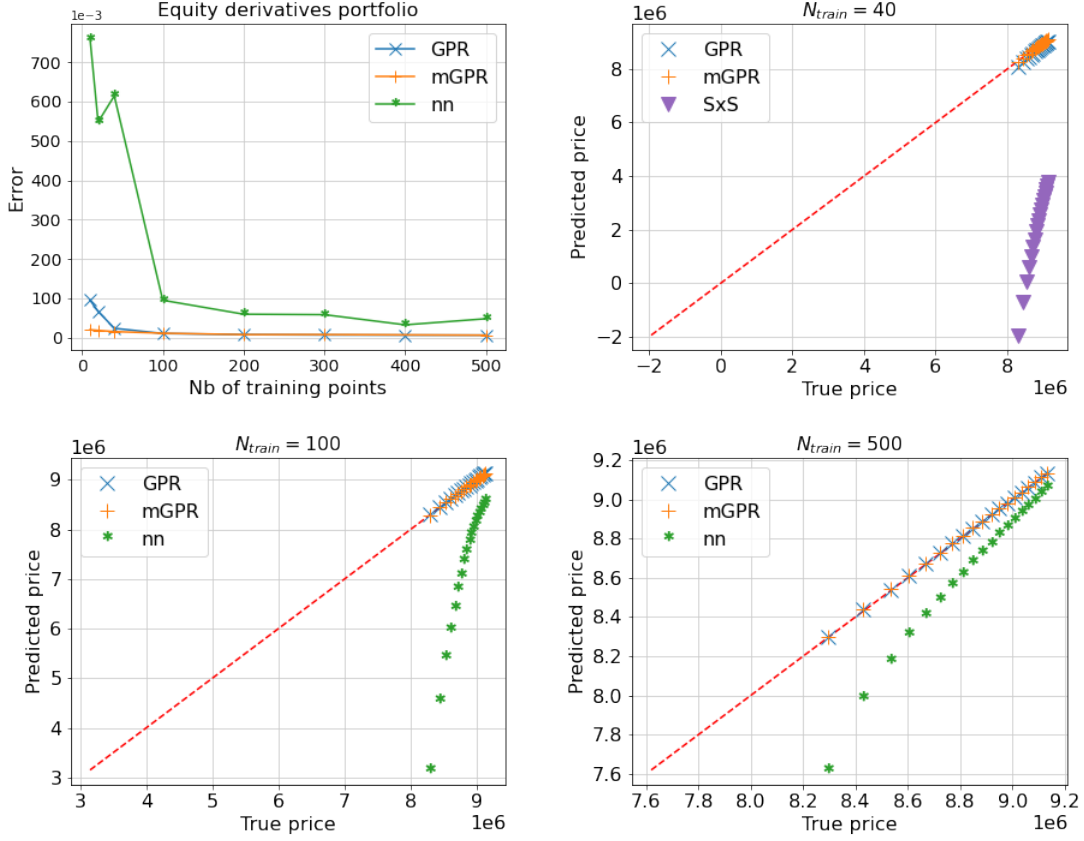 Equity derivatives portfolio
1e−3
700
600
500
400
300
200
100
0
Error
0 100 200 300 400 500
Nb of training points
GPR
mGPR
nn
N_train = 40
1e6
8
6
4
2
0
−2
Predicted price
−2 0 2 4 6 8
1e6
True price
GPR
mGPR
SxS
N_train = 100
1e6
9
8
7
6
5
4
3
Predicted price
3 4 5 6 7 8 9
1e6
True price
GPR
mGPR
nn
N_train = 500
1e6
9.2
9.0
8.8
8.6
8.4
8.2
8.0
7.8
7.6
Predicted price
7.6 7.8 8.0 8.2 8.4 8.6 8.8 9.0 9.2
1e6
True price
GPR
mGPR
nn